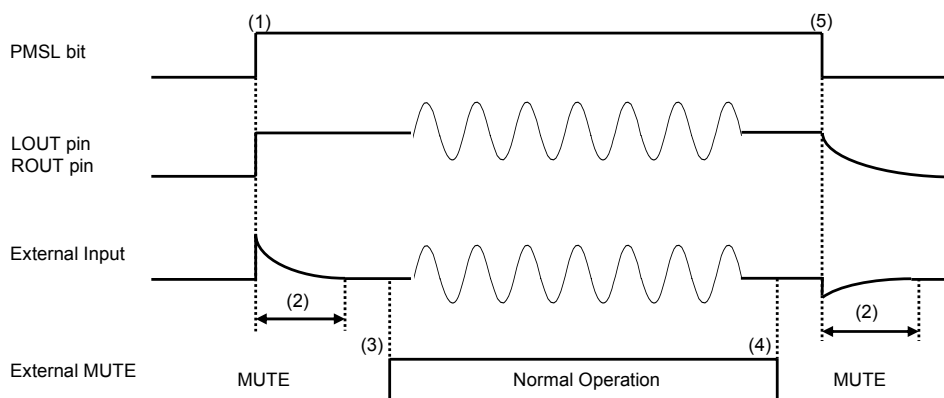 (1)
(5)
PMSL bit
LOUT pin
ROUT pin
External Input
(2)
(2)
(3)
(4)
External MUTE
MUTE
Normal Operation
MUTE